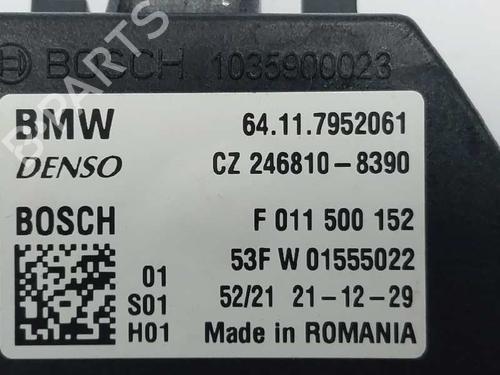 BOSCH 1035900023
BMW 64.11.7952061
DENSO CZ 246810-8390
BOSCH F 011 500 152
53F W 01555022
01
S01 52/21 21-12-29
H01 Made in ROMANIA
B PARTS